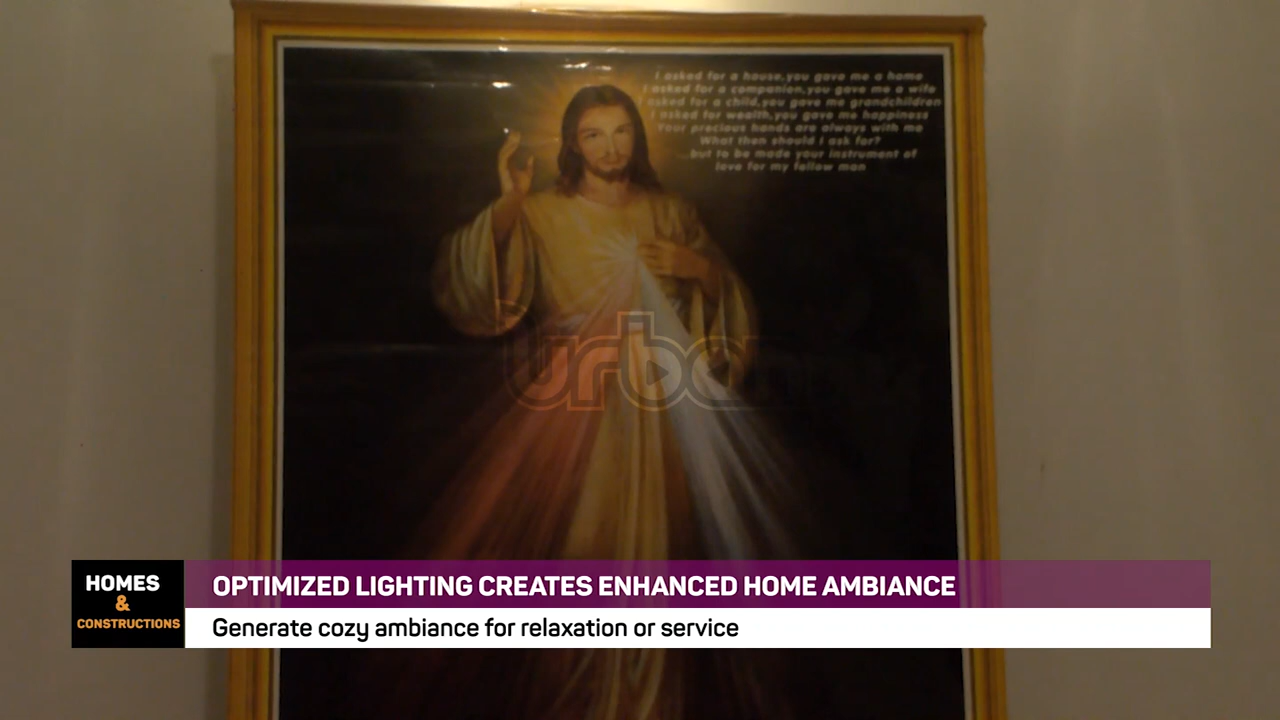 I asked for a house,you gave me a home
I asked for a companion,you gave me a wife
I asked for a child,you gave me grandchildren
I asked for wealth,you gave me happiness
Your precious hands are always with me
What then should I ask for?
...but to be made your instrument of
love for my fellow man
urban
HOMES
&
CONSTRUCTIONS
OPTIMIZED LIGHTING CREATES ENHANCED HOME AMBIANCE
Generate cozy ambiance for relaxation or service